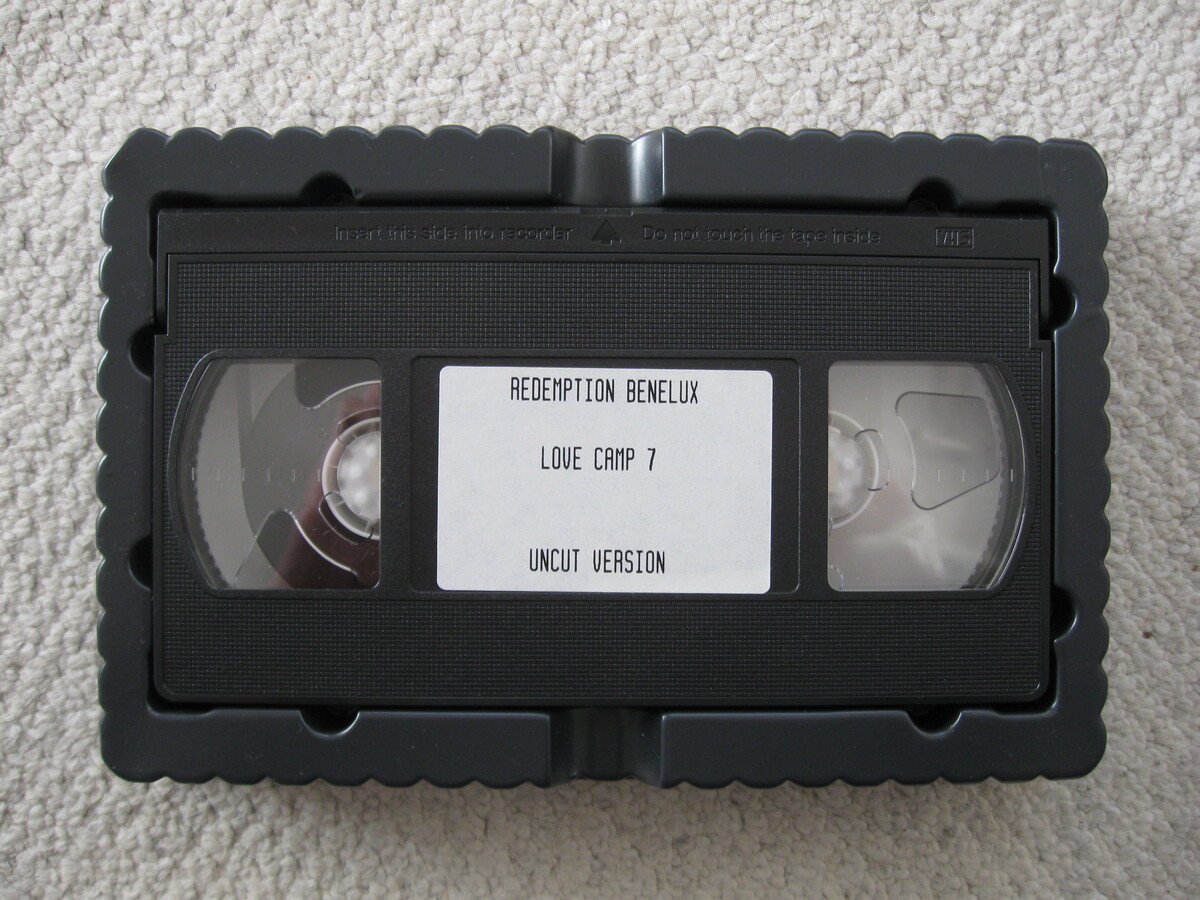 Insert this side into recorder Do not touch the tape inside VHS
REDEMPTION BENELUX
LOVE CAMP 7
UNCUT VERSION